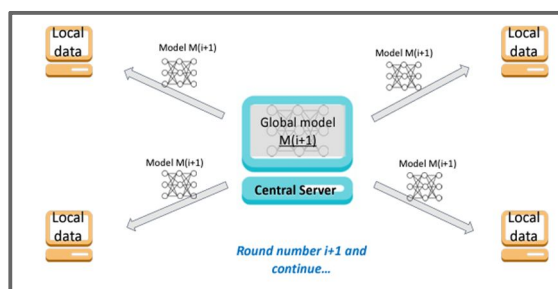 Local
data
Model M(i+1)
Model M(i+1)
Local
data
Global model
M(i+1)
Central Server
Model M(i+1)
Model M(i+1)
Local
data
Local
data
Round number i+1 and
continue…